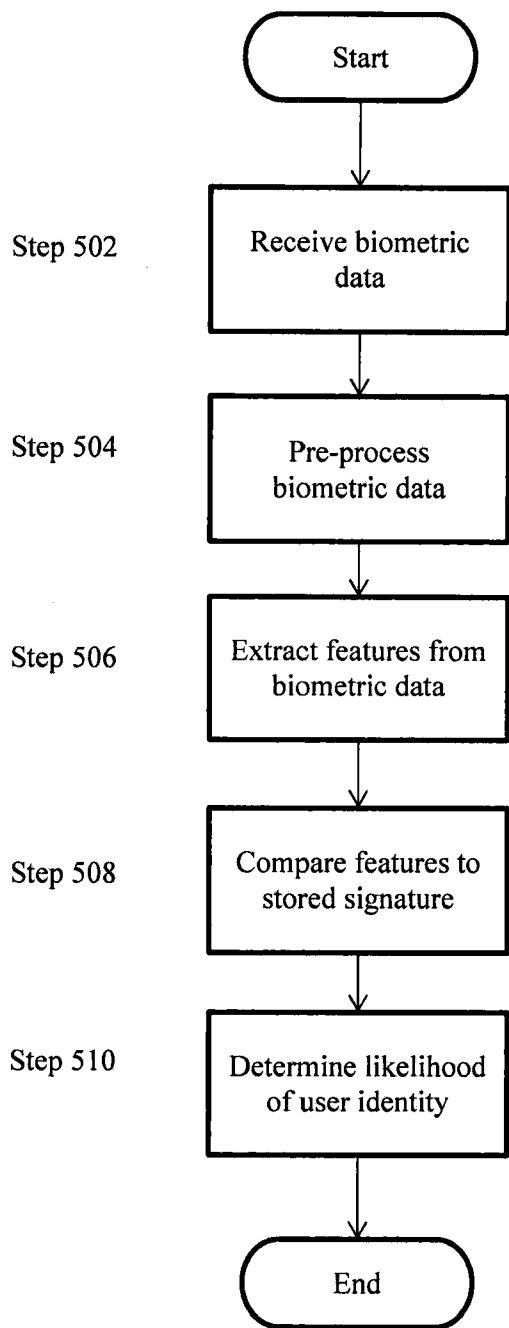 Start
Step 502
Receive biometric
data
Step 504
Pre-process
biometric data
Step 506
Extract features from
biometric data
Step 508
Compare features to
stored signature
Step 510
Determine likelihood
of user identity
End